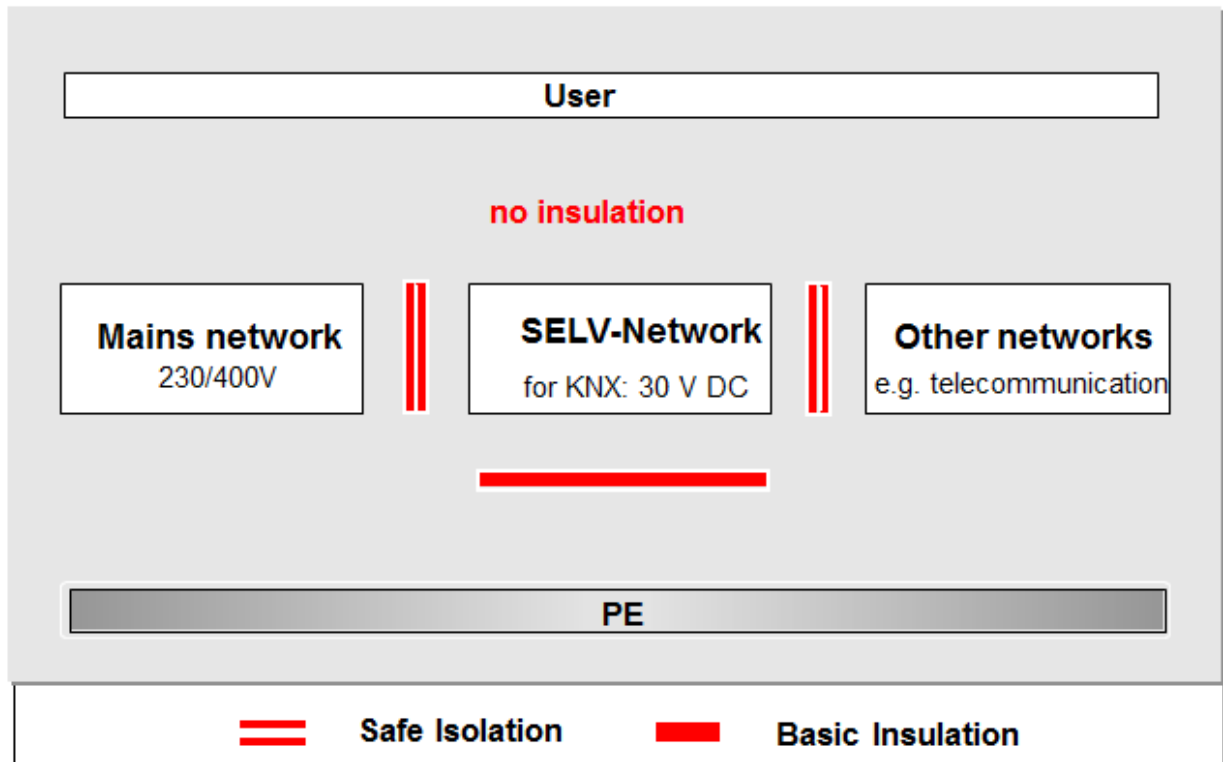 User
no insulation
Mains network
230/400V
SELV-Network
for KNX: 30 V DC
Other networks
e.g. telecommunication
PE
Safe Isolation
Basic Insulation